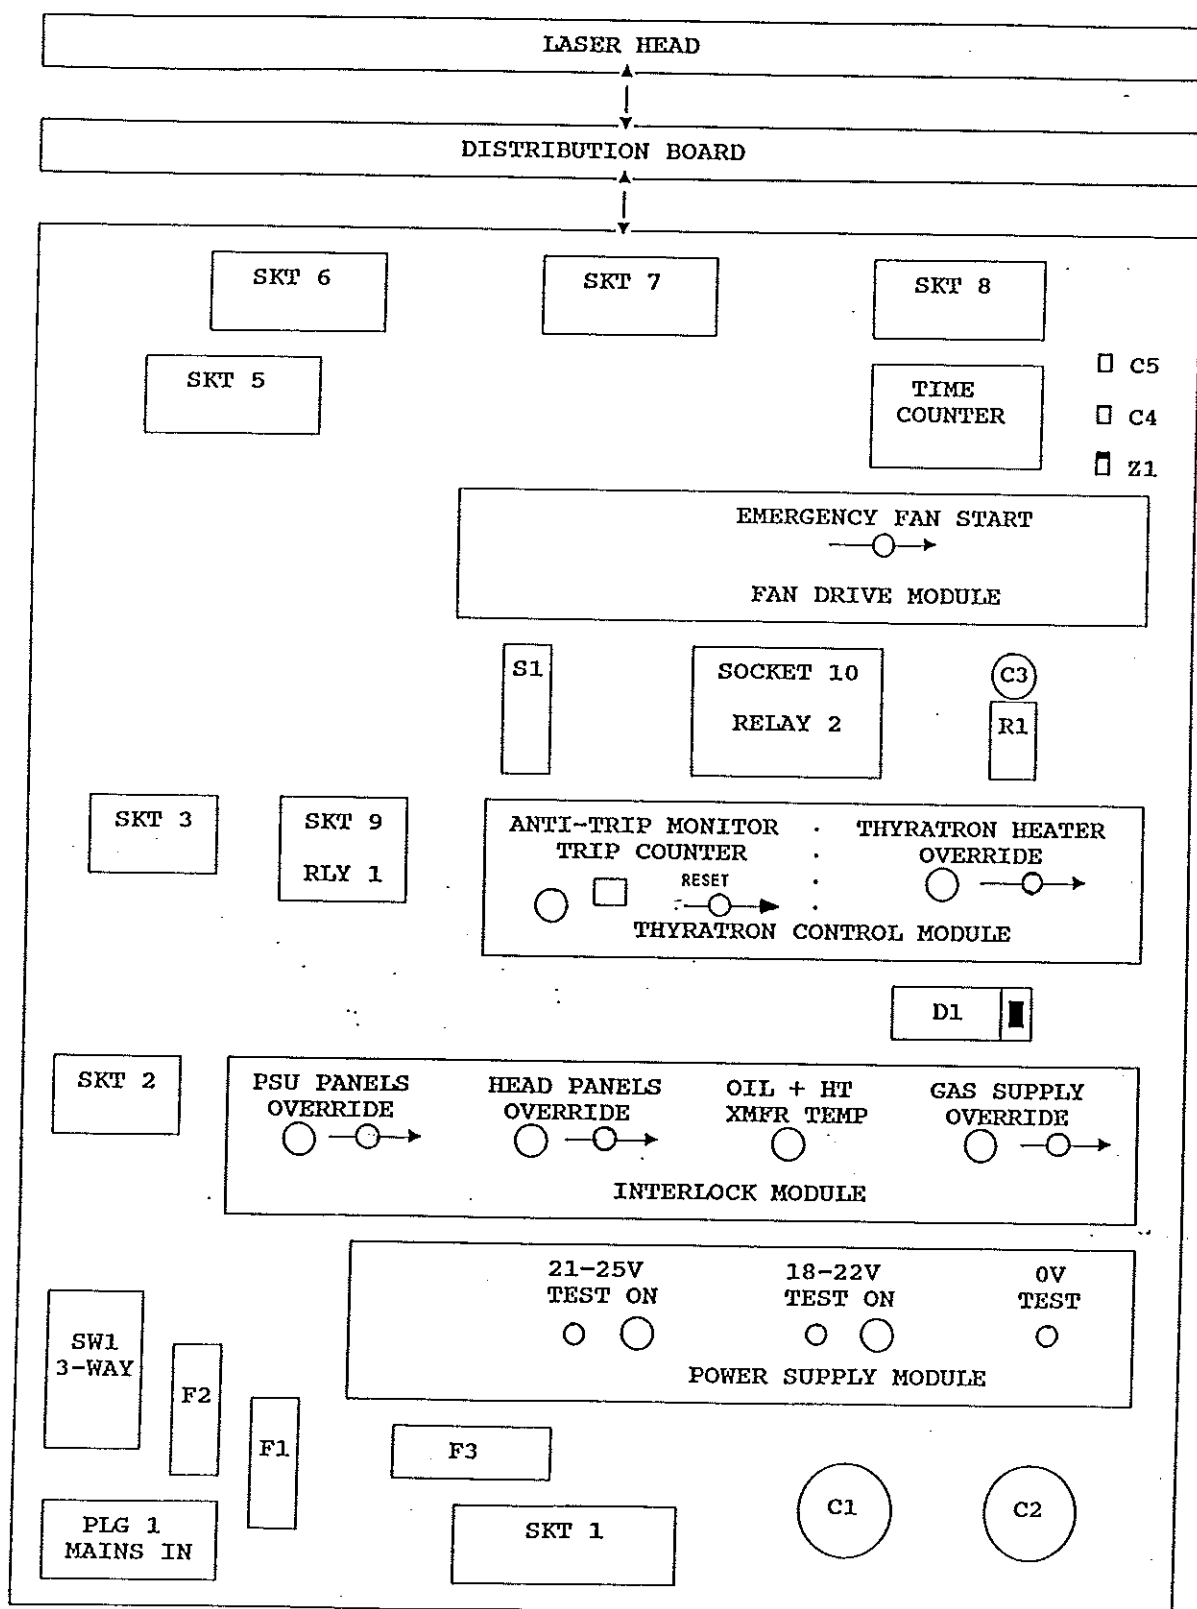 LASER HEAD
DISTRIBUTION BOARD
SKT 6
SKT 7
SKT 8
SKT 5
TIME
COUNTER
C5
C4
Z1
EMERGENCY FAN START
FAN DRIVE MODULE
S1
SOCKET 10
RELAY 2
C3
R1
SKT 3
SKT 9
RLY 1
ANTI-TRIP MONITOR
TRIP COUNTER
RESET
THYRATRON HEATER
OVERRIDE
THYRATRON CONTROL MODULE
D1
SKT 2
PSU PANELS
OVERRIDE
HEAD PANELS
OVERRIDE
OIL + HT
XMFR TEMP
GAS SUPPLY
OVERRIDE
INTERLOCK MODULE
21-25V
TEST ON
18-22V
TEST ON
0V
TEST
POWER SUPPLY MODULE
SW1
3-WAY
F2
F1
F3
C1
C2
PLG 1
MAINS IN
SKT 1